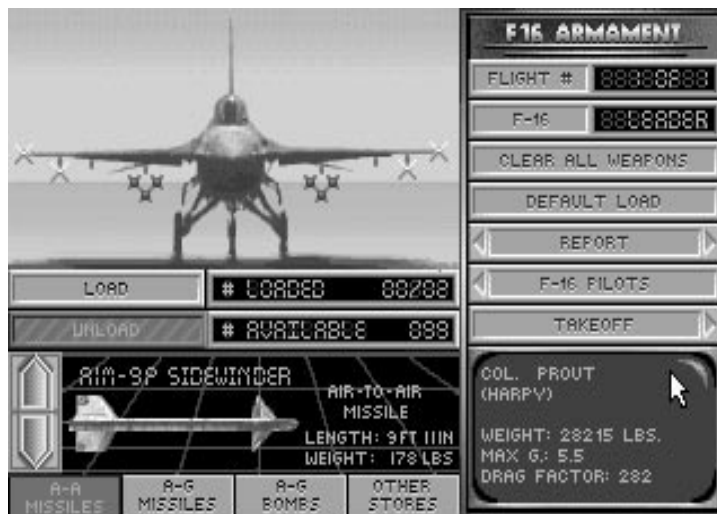 F16 ARMAMENT
FLIGHT #
F-16 LEADER
CLEAR ALL WEAPONS
DEFAULT LOAD
REPORT
F-16 PILOTS
TAKEOFF
LOAD # LOADED
UNLOAD # AVAILABLE
AIM-9P SIDEWINDER
AIR-TO-AIR
MISSILE
LENGTH: 9FT 11IN
WEIGHT: 178 LBS
A-A
MISSILES
A-G
MISSILES
A-G
BOMBS
OTHER
STORES
COL. PROUT
(HARPY)
WEIGHT: 28215 LBS.
MAX G.: 5.5
DRAG FACTOR: 282